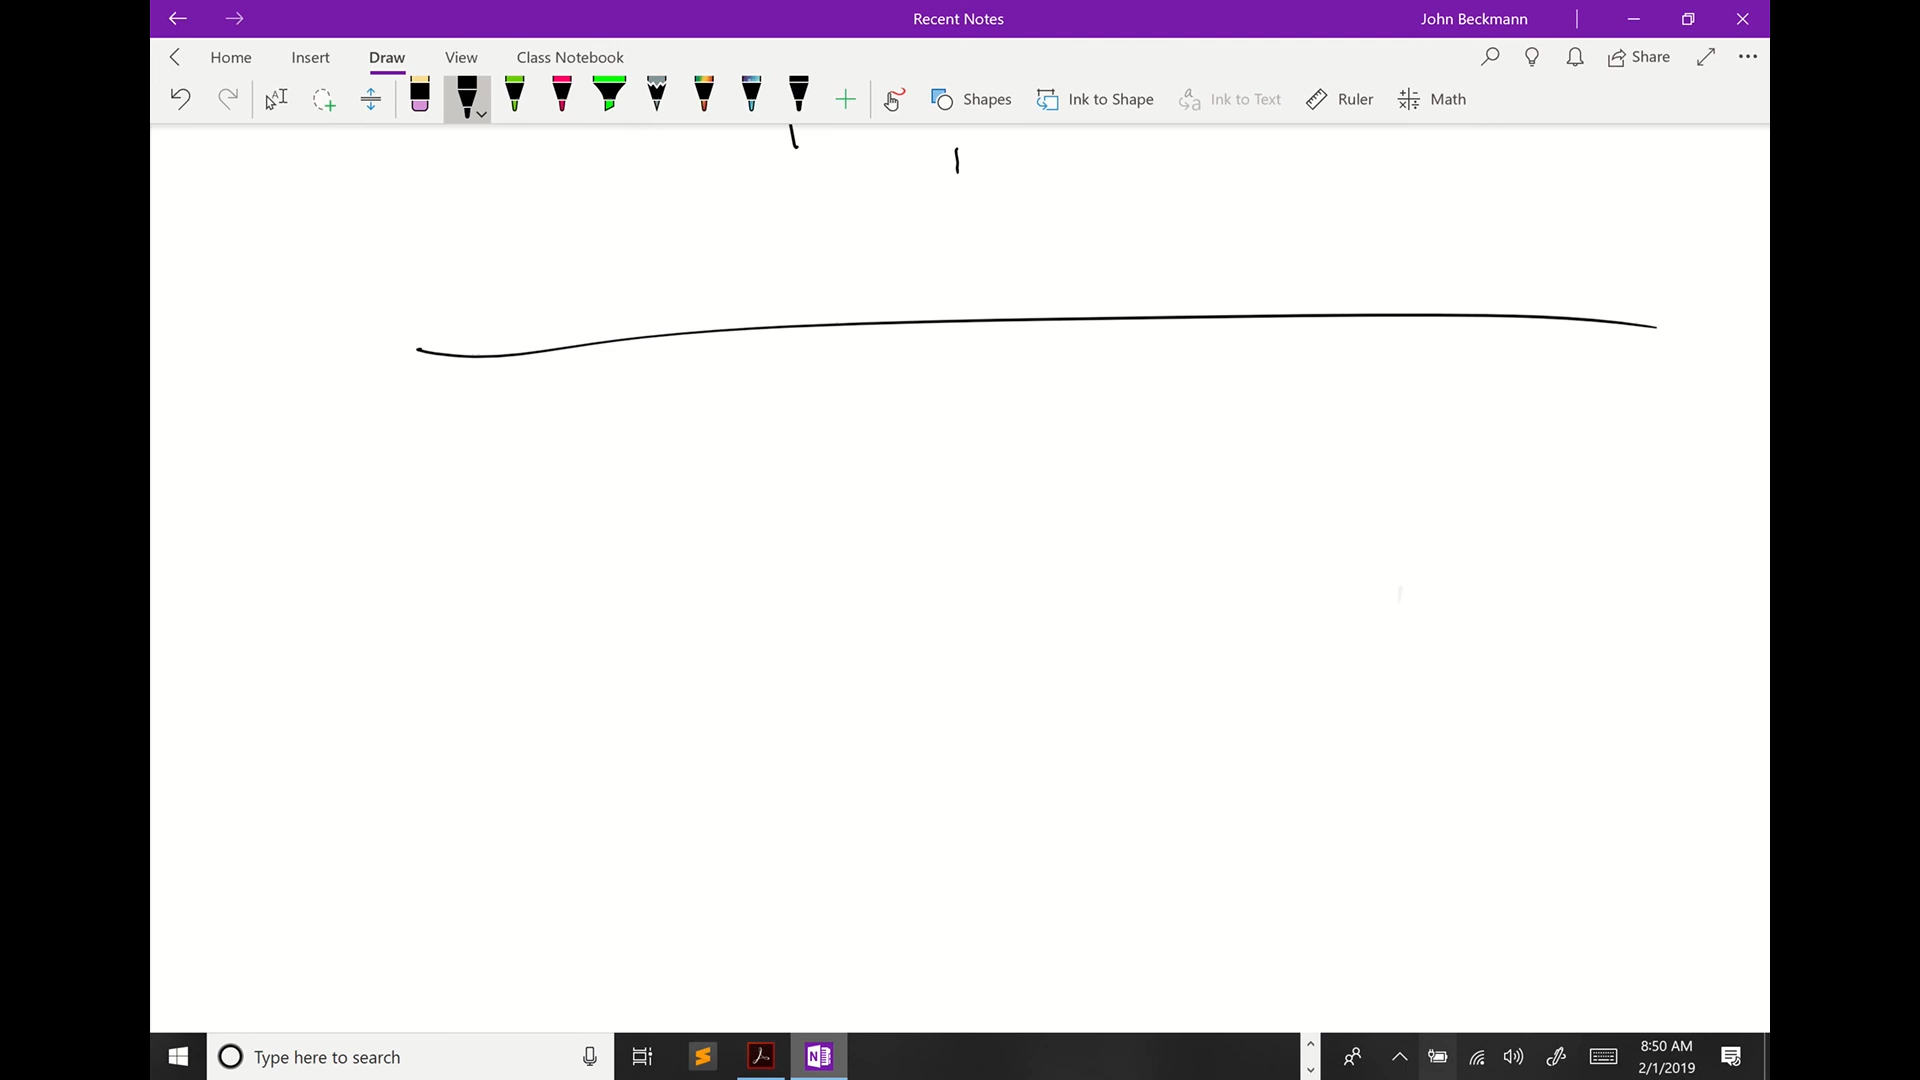 Recent Notes John Beckmann
Home Insert Draw View Class Notebook Share
Shapes Ink to Shape Ink to Text Ruler Math
Type here to search
8:50 AM
2/1/2019